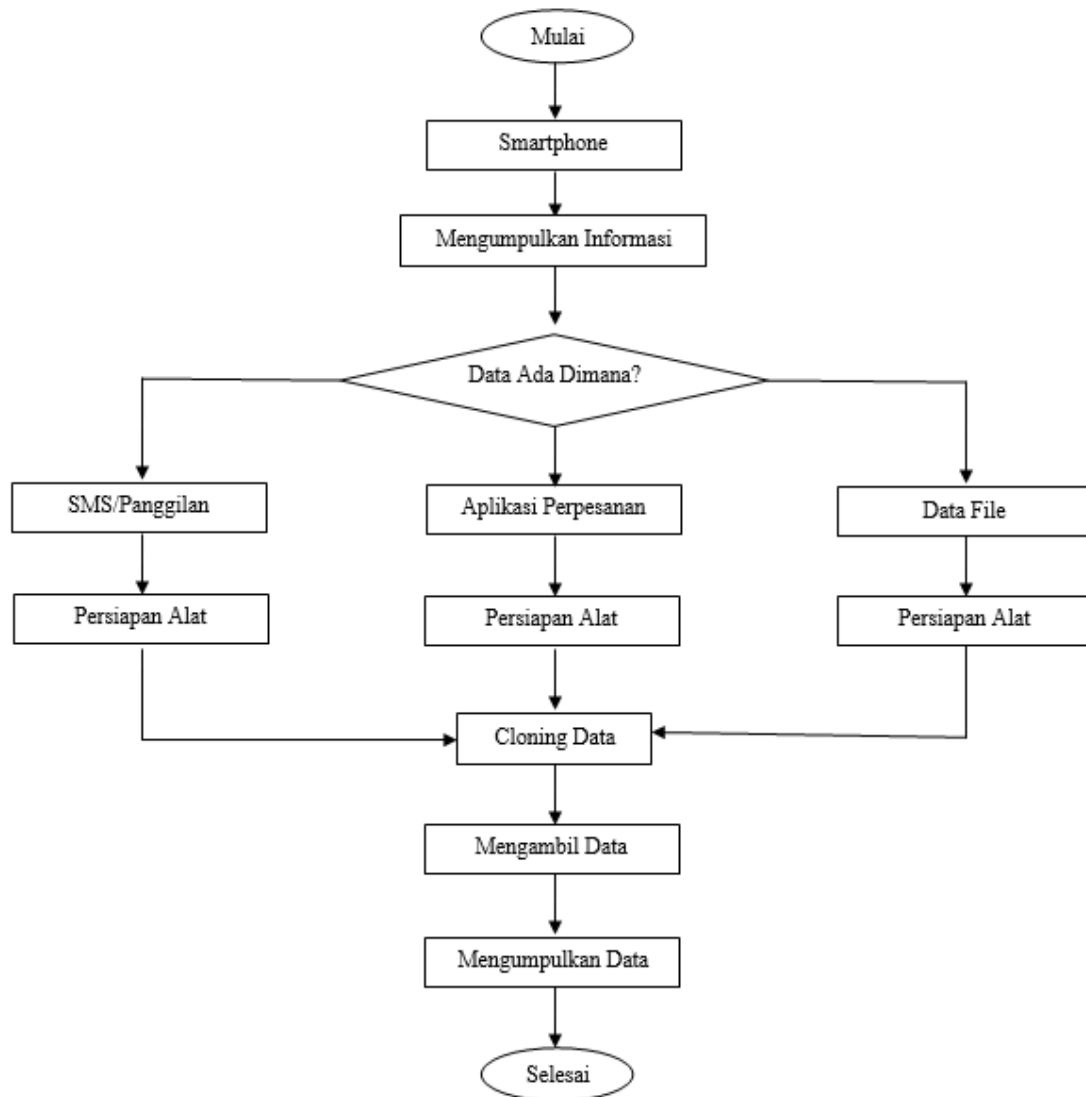 Mulai
Smartphone
Mengumpulkan Informasi
Data Ada Dimana?
SMS/Panggilan
Aplikasi Perpesanan
Data File
Persiapan Alat
Persiapan Alat
Persiapan Alat
Cloning Data
Mengambil Data
Mengumpulkan Data
Selesai